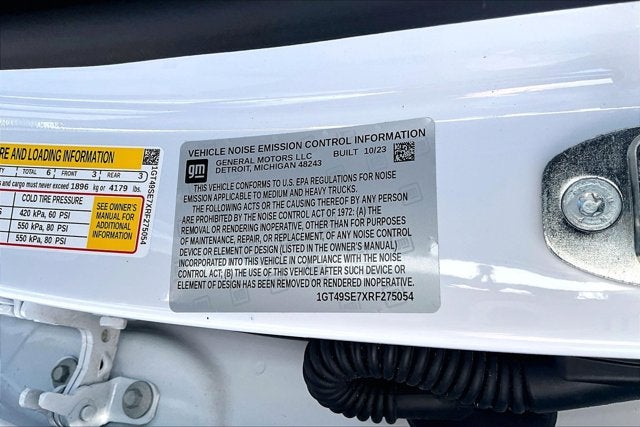 RE AND LOADING INFORMATION
TOTAL 6 FRONT 3 REAR 3
s and cargo must never exceed 1896 kg or 4179 lbs.
COLD TIRE PRESSURE
420 kPa, 60 PSI
550 kPa, 80 PSI
550 kPa, 80 PSI
SEE OWNER'S
MANUAL FOR
ADDITIONAL
INFORMATION
1GT49SE7XRF275054
VEHICLE NOISE EMISSION CONTROL INFORMATION
gm
GENERAL MOTORS LLC BUILT 10/23
DETROIT, MICHIGAN 48243
THIS VEHICLE CONFORMS TO U.S. EPA REGULATIONS FOR NOISE
EMISSION APPLICABLE TO MEDIUM AND HEAVY TRUCKS.
THE FOLLOWING ACTS OR THE CAUSING THEREOF BY ANY PERSON
ARE PROHIBITED BY THE NOISE CONTROL ACT OF 1972: (A) THE
REMOVAL OR RENDERING INOPERATIVE, OTHER THAN FOR PURPOSES
OF MAINTENANCE, REPAIR, OR REPLACEMENT, OF ANY NOISE CONTROL
DEVICE OR ELEMENT OF DESIGN (LISTED IN THE OWNER'S MANUAL)
INCORPORATED INTO THIS VEHICLE IN COMPLIANCE WITH THE NOISE
CONTROL ACT; (B) THE USE OF THIS VEHICLE AFTER SUCH DEVICE OR
ELEMENT OF DESIGN HAS BEEN REMOVED OR RENDERED INOPERATIVE.
1GT49SE7XRF275054